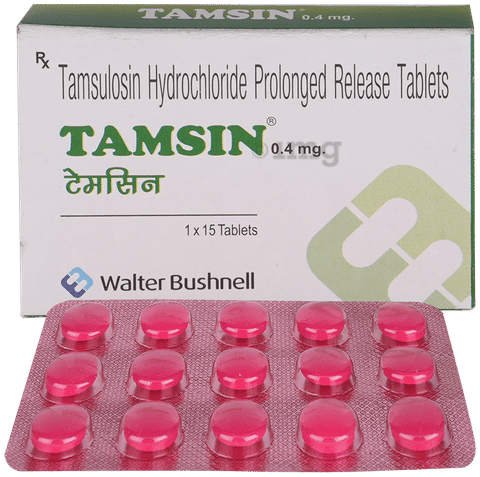 TAMSIN® 0.4 mg.
Rx Tamsulosin Hydrochloride Prolonged Release Tablets
TAMSIN® 0.4 mg.
1mg
टेमसिन
1 x 15 Tablets
Walter Bushnell